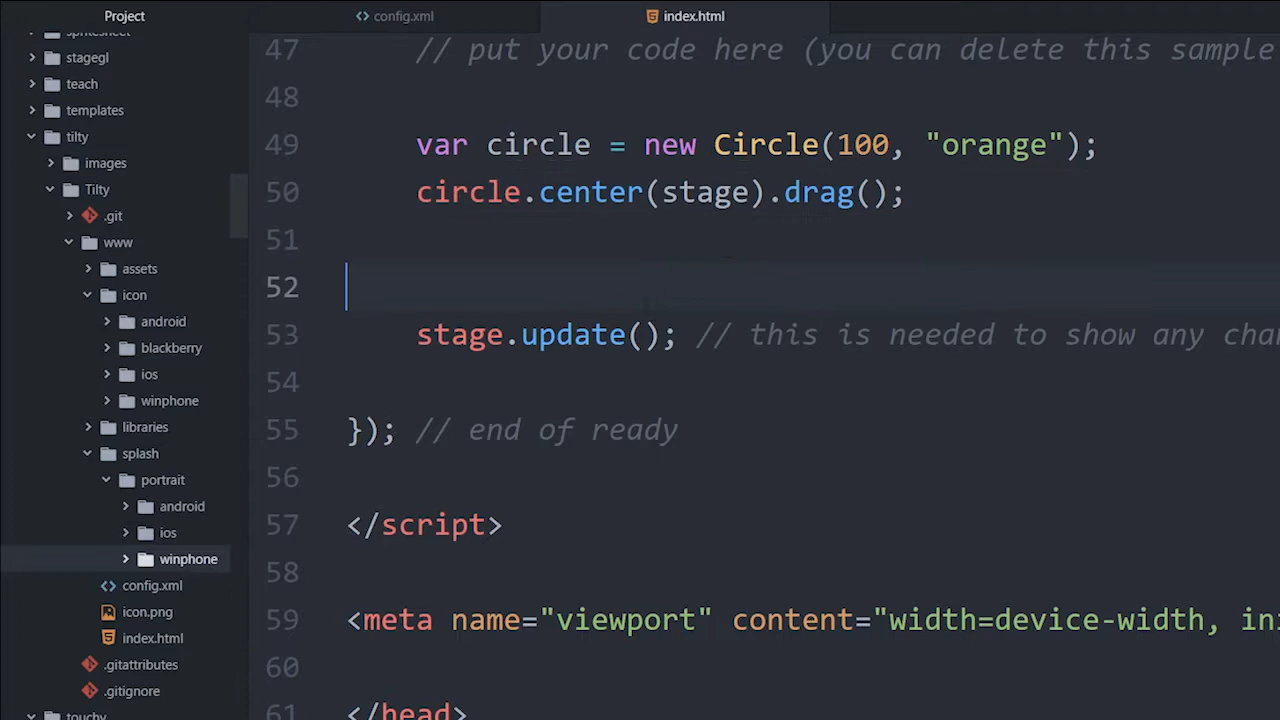 Project
spritesheet
stagegl
teach
templates
tilty
images
Tilty
.git
www
assets
icon
android
blackberry
ios
winphone
libraries
splash
portrait
android
ios
winphone
config.xml
icon.png
index.html
.gitattributes
.gitignore
touchy
config.xml
index.html
47 // put your code here (you can delete this sample
48
49 var circle = new Circle(100, "orange");
50 circle.center(stage).drag();
51
52
53 stage.update(); // this is needed to show any chan
54
55 }); // end of ready
56
57 </script>
58
59 <meta name="viewport" content="width=device-width, ini
60
61 </head>